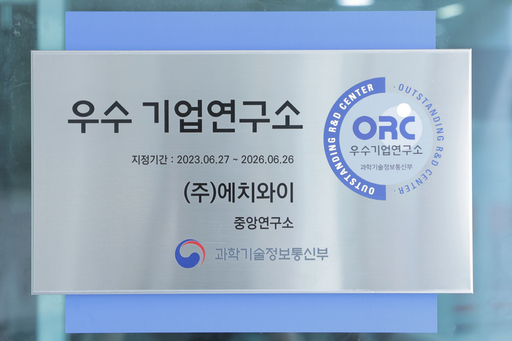 우수 기업연구소
지정기간 : 2023.06.27 ~ 2026.06.26
(주)에치와이
중앙연구소
과학기술정보통신부
OUTSTANDING R&D CENTER · OUTSTANDING R&D CENTER ·
ORC
우수기업연구소
과학기술정보통신부